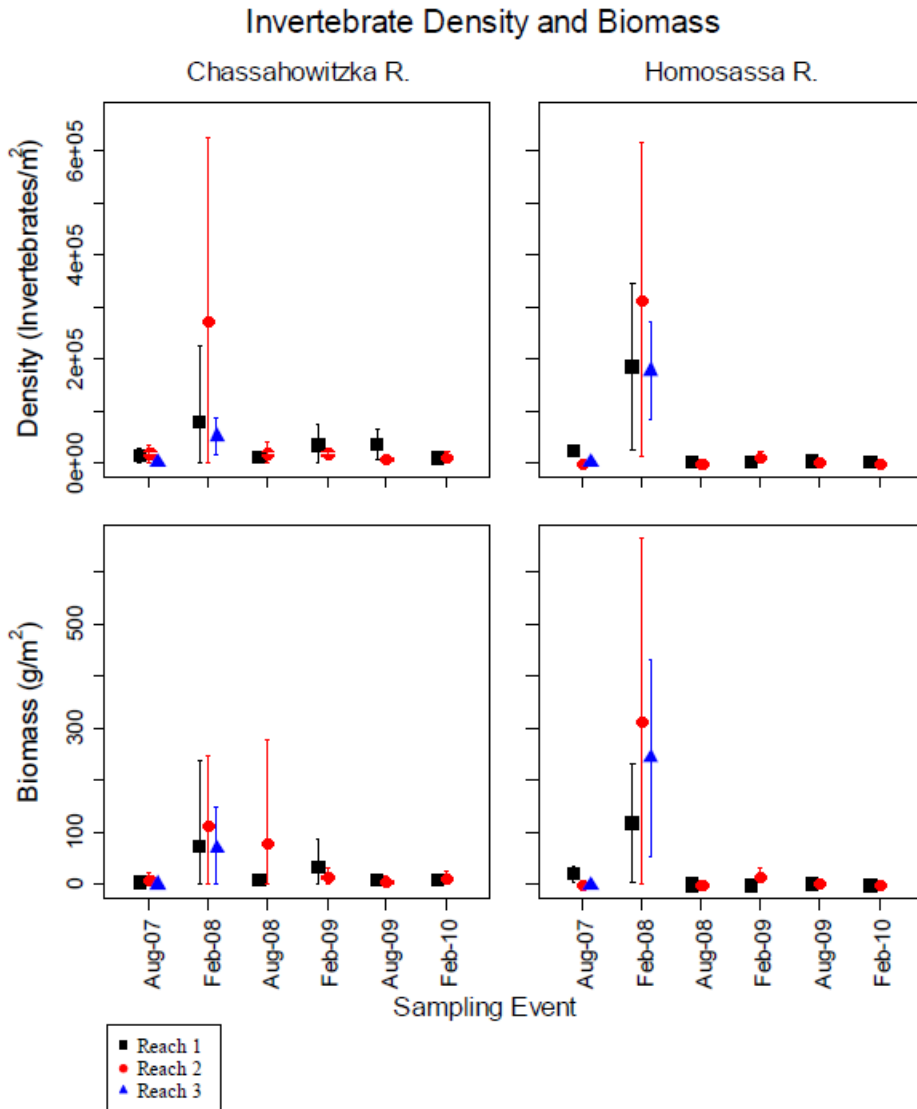 Invertebrate Density and Biomass
Chassahowitzka R.
Homosassa R.
Density (Invertebrates/m²)
6e+05
4e+05
2e+05
0e+00
Biomass (g/m²)
500
300
100
0
Aug-07
Feb-08
Aug-08
Feb-09
Aug-09
Feb-10
Aug-07
Feb-08
Aug-08
Feb-09
Aug-09
Feb-10
Sampling Event
Reach 1
Reach 2
Reach 3